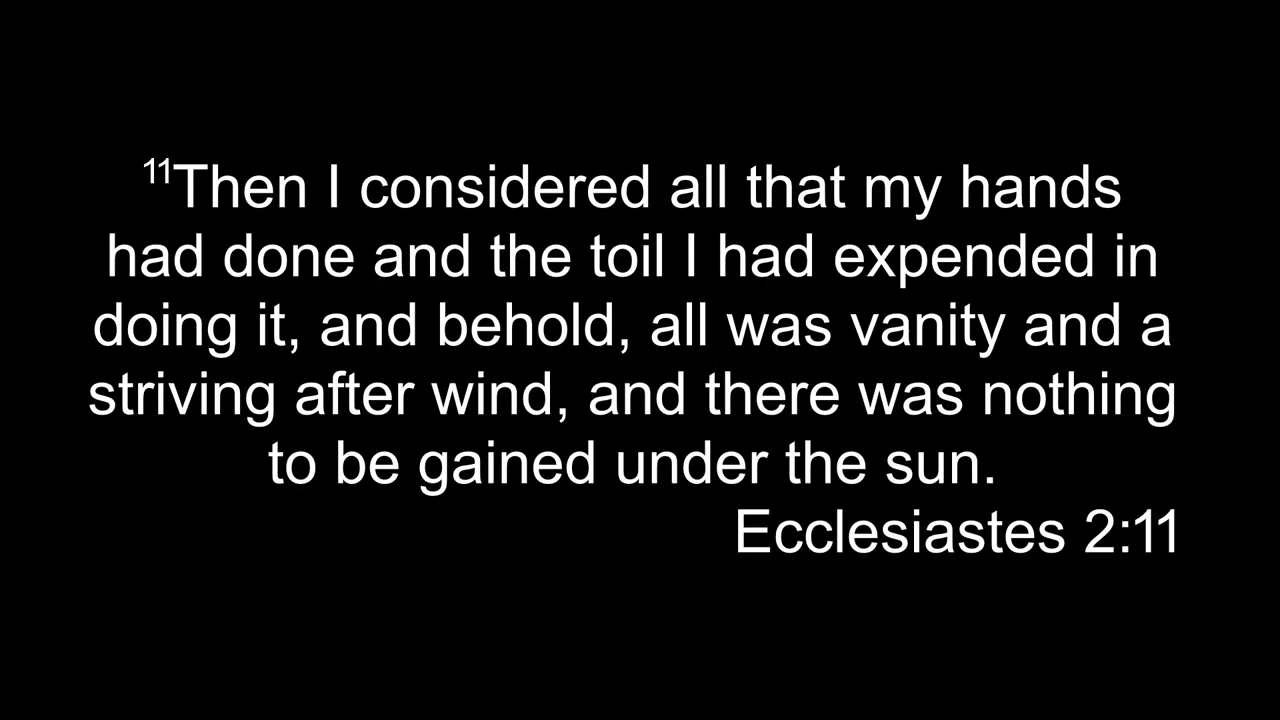 ¹¹Then I considered all that my hands
had done and the toil I had expended in
doing it, and behold, all was vanity and a
striving after wind, and there was nothing
to be gained under the sun.
Ecclesiastes 2:11